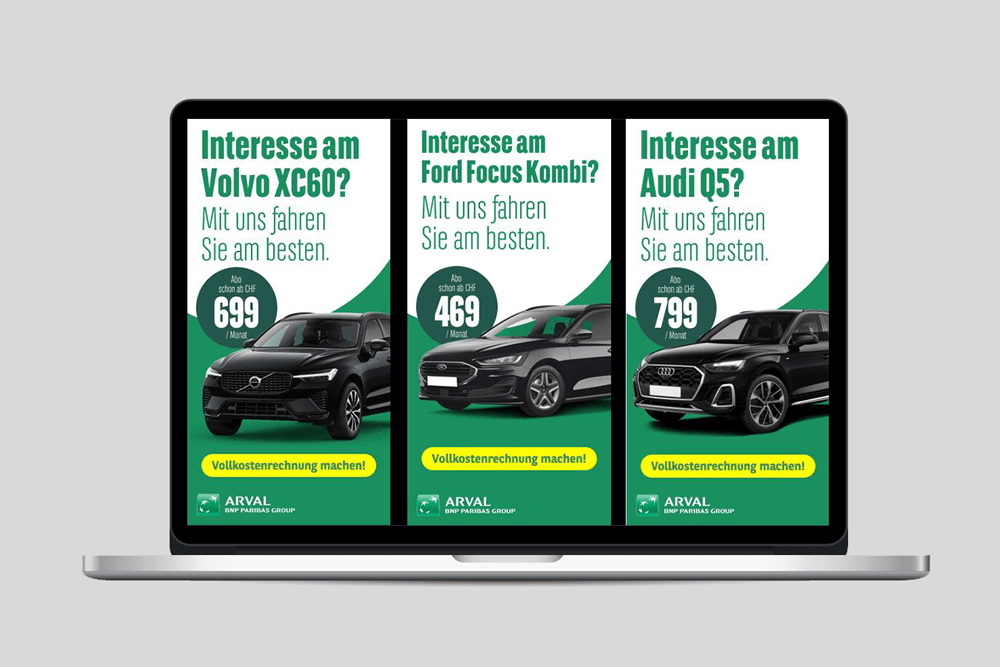 Interesse am
Volvo XC60?
Mit uns fahren
Sie am besten.
Abo
schon ab CHF
699
/ Monat
Vollkostenrechnung machen!
ARVAL
BNP PARIBAS GROUP
Interesse am
Ford Focus Kombi?
Mit uns fahren
Sie am besten.
Abo
schon ab CHF
469
/ Monat
Vollkostenrechnung machen!
ARVAL
BNP PARIBAS GROUP
Interesse am
Audi Q5?
Mit uns fahren
Sie am besten.
Abo
schon ab CHF
799
/ Monat
Vollkostenrechnung machen!
ARVAL
BNP PARIBAS GROUP